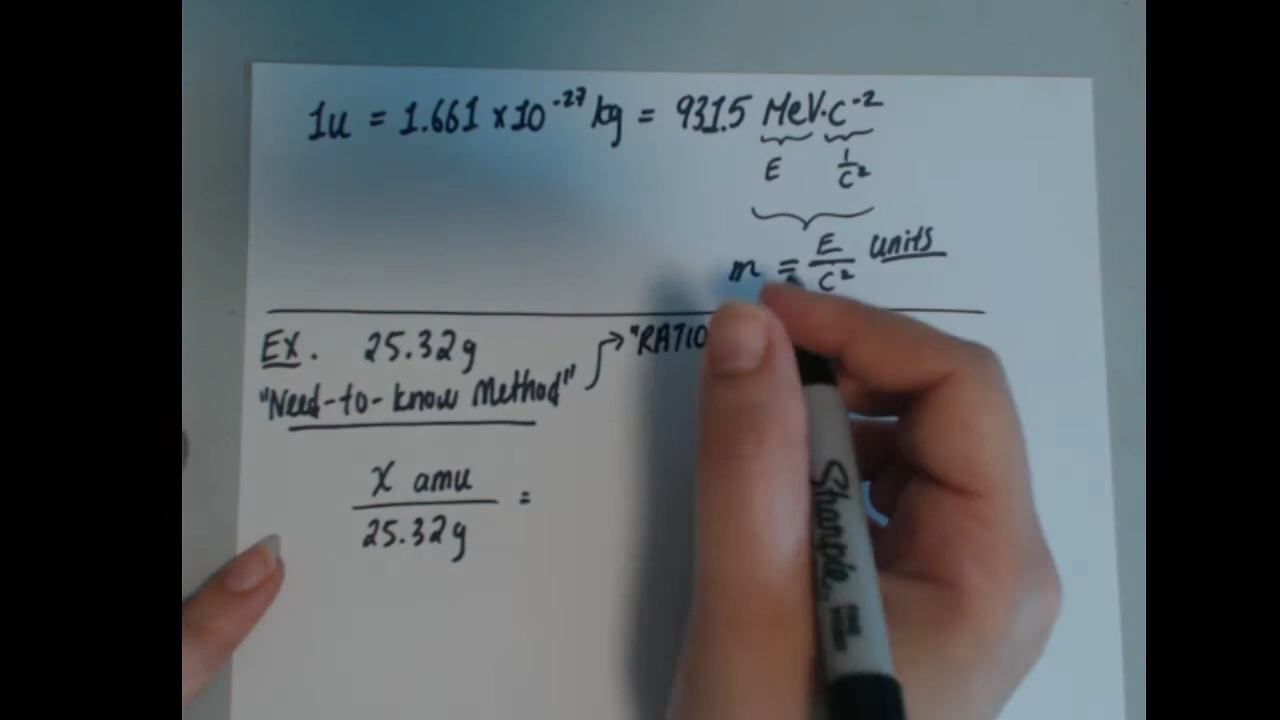 1u = 1.661 × 10⁻²⁷ kg = 931.5 MeV·c⁻²
E 1/c²
m = E/c² units
Ex. 25.32g
"Need-to-know Method" → "RATIO
x amu
25.32g =
Sharpie